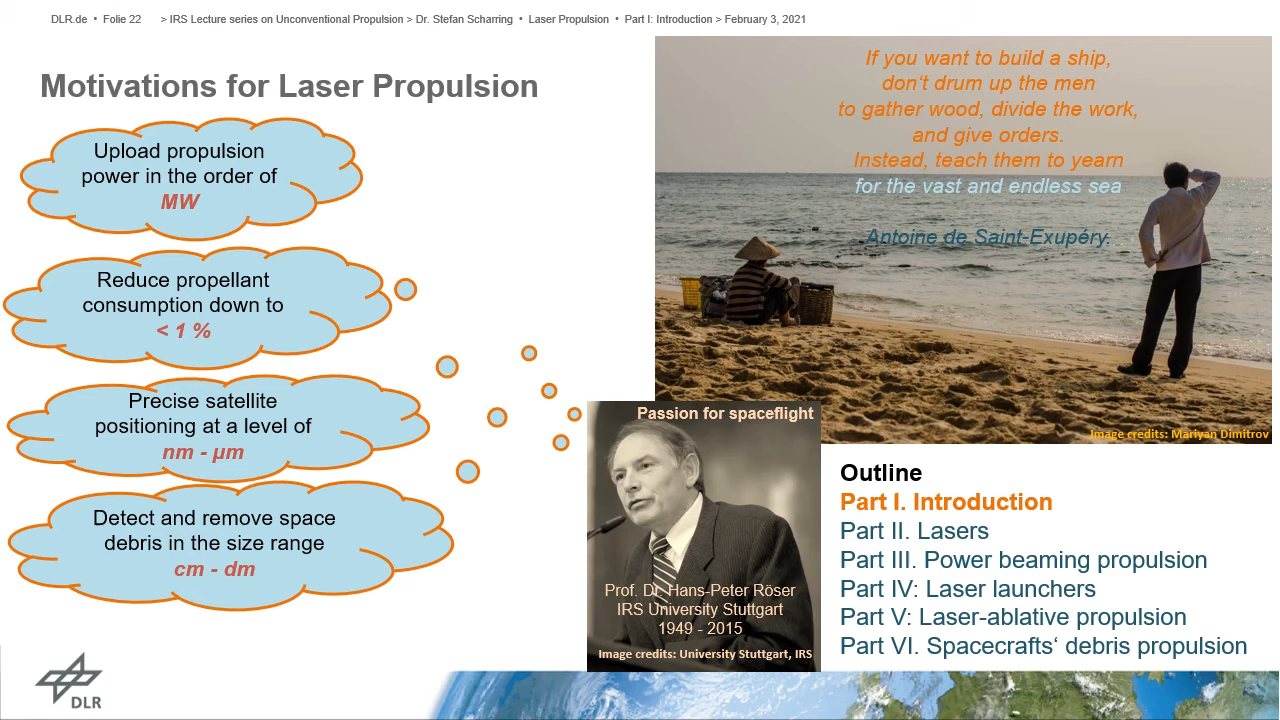 DLR.de • Folie 22 > IRS Lecture series on Unconventional Propulsion > Dr. Stefan Scharring • Laser Propulsion • Part I: Introduction > February 3, 2021
Motivations for Laser Propulsion
Upload propulsion
power in the order of
MW
Reduce propellant
consumption down to
< 1 %
Precise satellite
positioning at a level of
nm - µm
Detect and remove space
debris in the size range
cm - dm
If you want to build a ship,
don‘t drum up the men
to gather wood, divide the work,
and give orders.
Instead, teach them to yearn
for the vast and endless sea
Antoine de Saint-Exupéry.
Image credits: Mariyan Dimitrov
Passion for spaceflight
Prof. Dr. Hans-Peter Röser
IRS University Stuttgart
1949 - 2015
Image credits: University Stuttgart, IRS
Outline
Part I. Introduction
Part II. Lasers
Part III. Power beaming propulsion
Part IV: Laser launchers
Part V: Laser-ablative propulsion
Part VI. Spacecrafts‘ debris propulsion
DLR